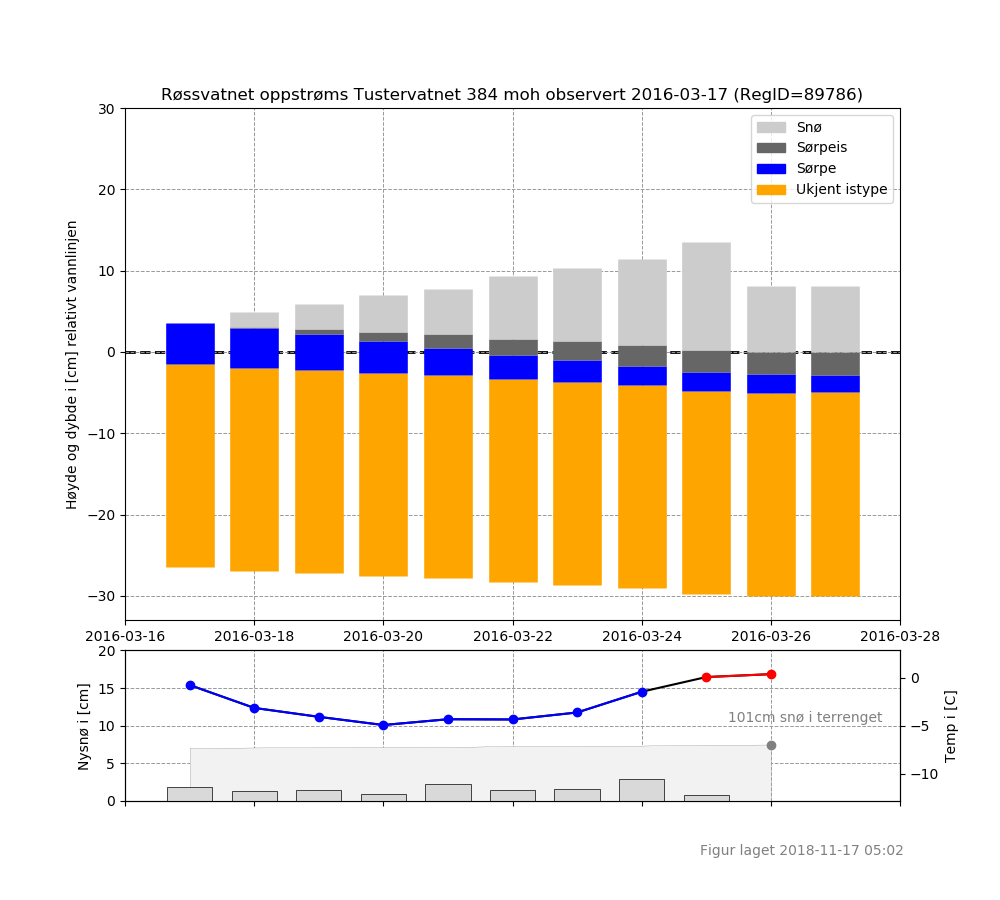 Røssvatnet oppstrøms Tustervatnet 384 moh observert 2016-03-17 (RegID=89786)
30
20
10
0
−10
−20
−30
Høyde og dybde i [cm] relativt vannlinjen
Snø
Sørpeis
Sørpe
Ukjent istype
2016-03-16
2016-03-18
2016-03-20
2016-03-22
2016-03-24
2016-03-26
2016-03-28
20
15
10
5
0
Nysnø i [cm]
101cm snø i terrenget
0
−5
−10
Temp i [C]
Figur laget 2018-11-17 05:02